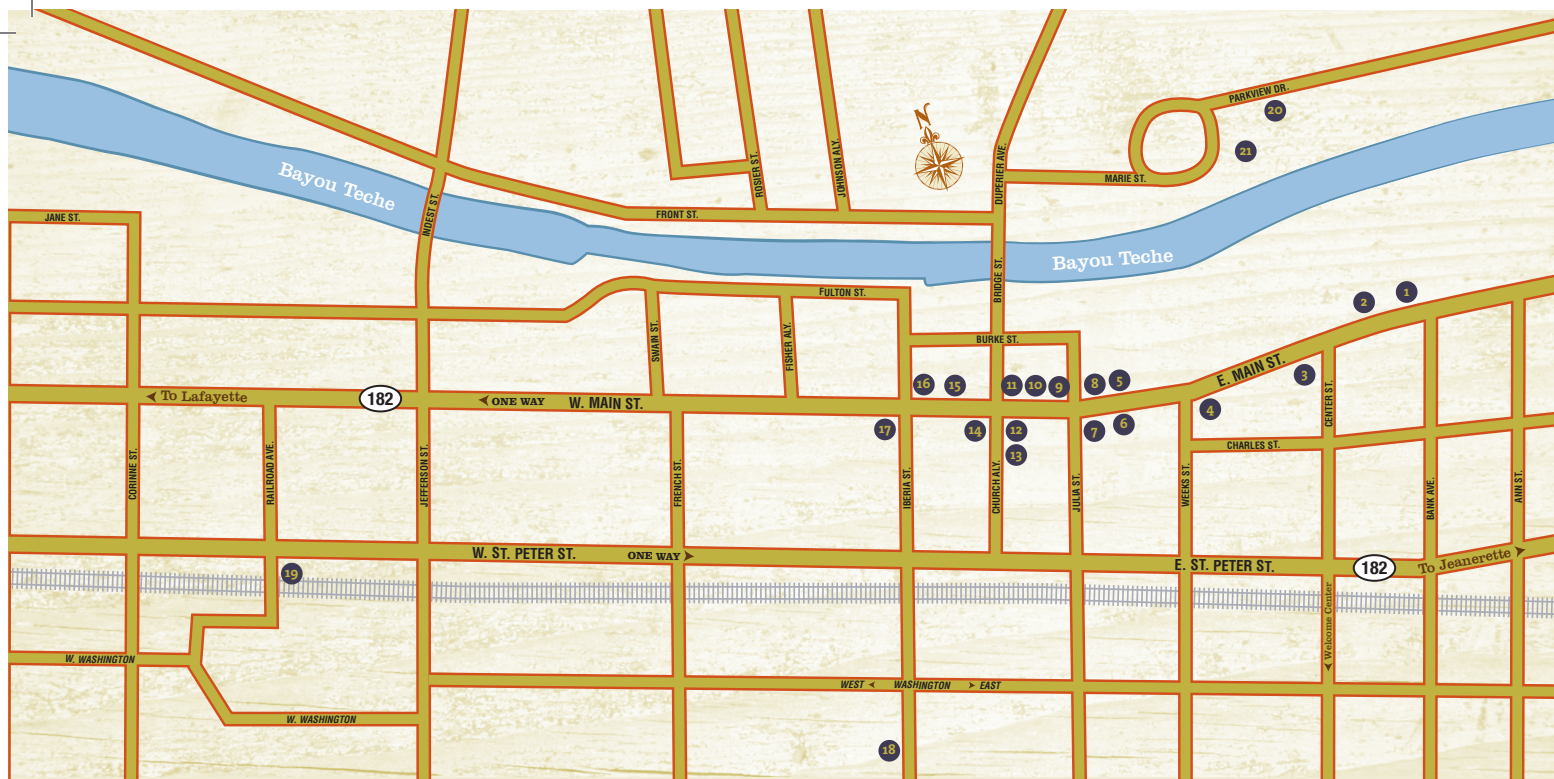 N
PARKVIEW DR.
20
21
ROSIER ST.
JOHNSON ALY.
DUPERIER AVE.
MARIE ST.
Bayou Teche
INDEST ST.
JANE ST.
FRONT ST.
Bayou Teche
BRIDGE ST.
FULTON ST.
1
2
SWAIN ST.
FISHER ALY.
BURKE ST.
E. MAIN ST.
3
CENTER ST.
16
15
11
10
9
8
5
To Lafayette
182
ONE WAY
W. MAIN ST.
4
17
14
12
13
7
6
CHARLES ST.
CORINNE ST.
RAILROAD AVE.
JEFFERSON ST.
FRENCH ST.
IBERIA ST.
CHURCH ALY.
JULIA ST.
WEEKS ST.
BANK AVE.
ANN ST.
W. ST. PETER ST.
ONE WAY
E. ST. PETER ST.
182
To Jeanerette
19
Welcome Center
W. WASHINGTON
WEST
WASHINGTON
EAST
W. WASHINGTON
18